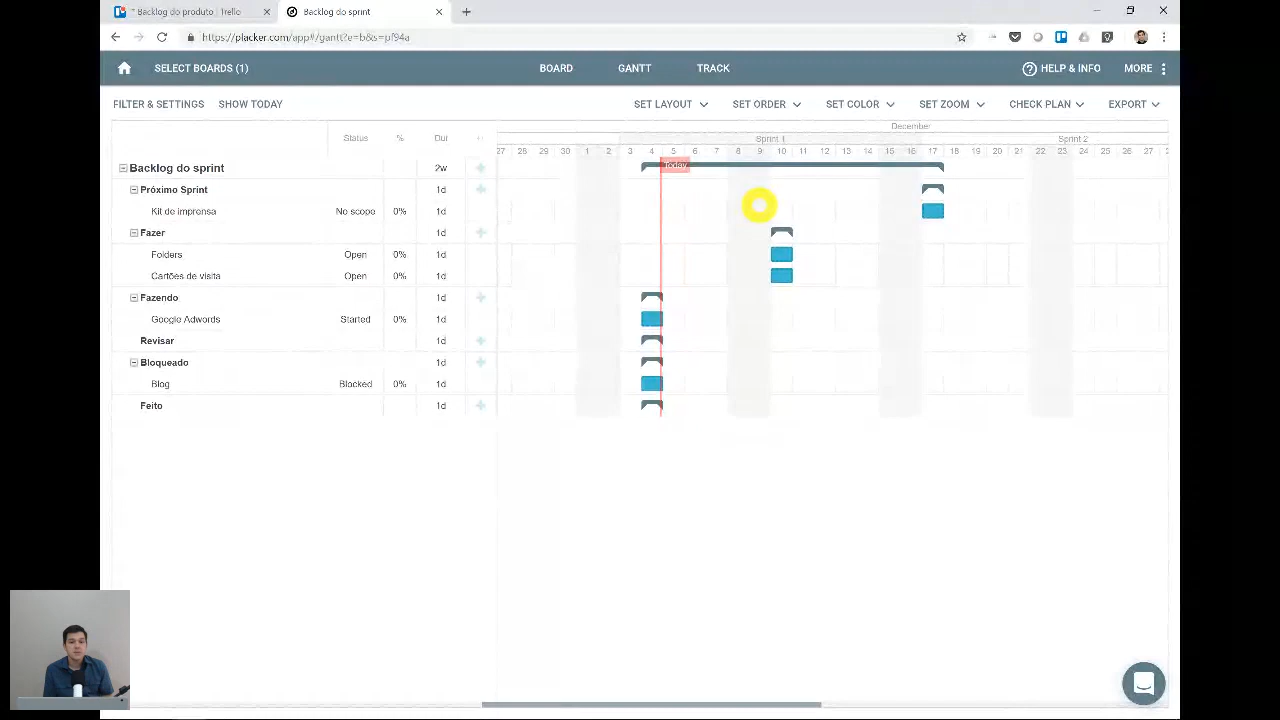 * Backlog do produto | Trello
Backlog do sprint
https://placker.com/app#/gantt?e=b&s=pf94a
SELECT BOARDS (1)
BOARD
GANTT
TRACK
HELP & INFO
MORE
FILTER & SETTINGS
SHOW TODAY
SET LAYOUT
SET ORDER
SET COLOR
SET ZOOM
CHECK PLAN
EXPORT
December
Status % Dur
Sprint 1
Sprint 2
27 28 29 30 1 2 3 4 5 6 7 8 9 10 11 12 13 14 15 16 17 18 19 20 21 22 23 24 25 26 27
Today
Backlog do sprint 2w
Próximo Sprint 1d
Kit de imprensa No scope 0% 1d
Fazer 1d
Folders Open 0% 1d
Cartões de visita Open 0% 1d
Fazendo 1d
Google Adwords Started 0% 1d
Revisar 1d
Bloqueado 1d
Blog Blocked 0% 1d
Feito 1d